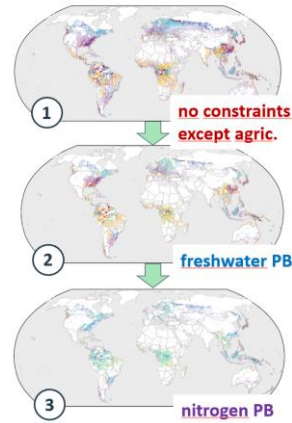 1
no constraints
except agric.
2
freshwater PB
3
nitrogen PB